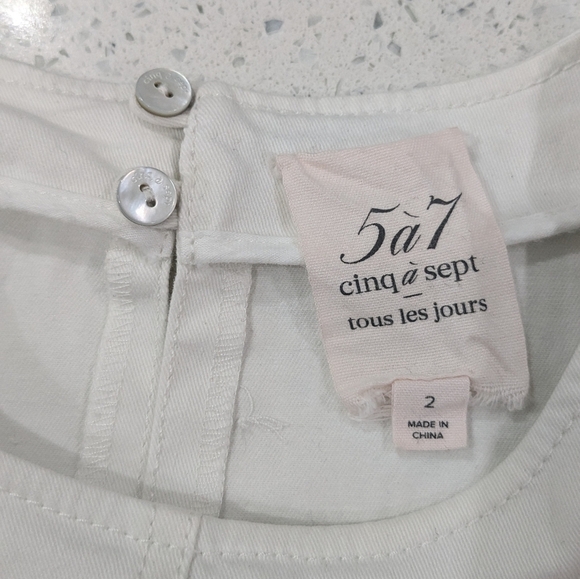 5à7
cinq à sept
tous les jours
2
MADE IN
CHINA